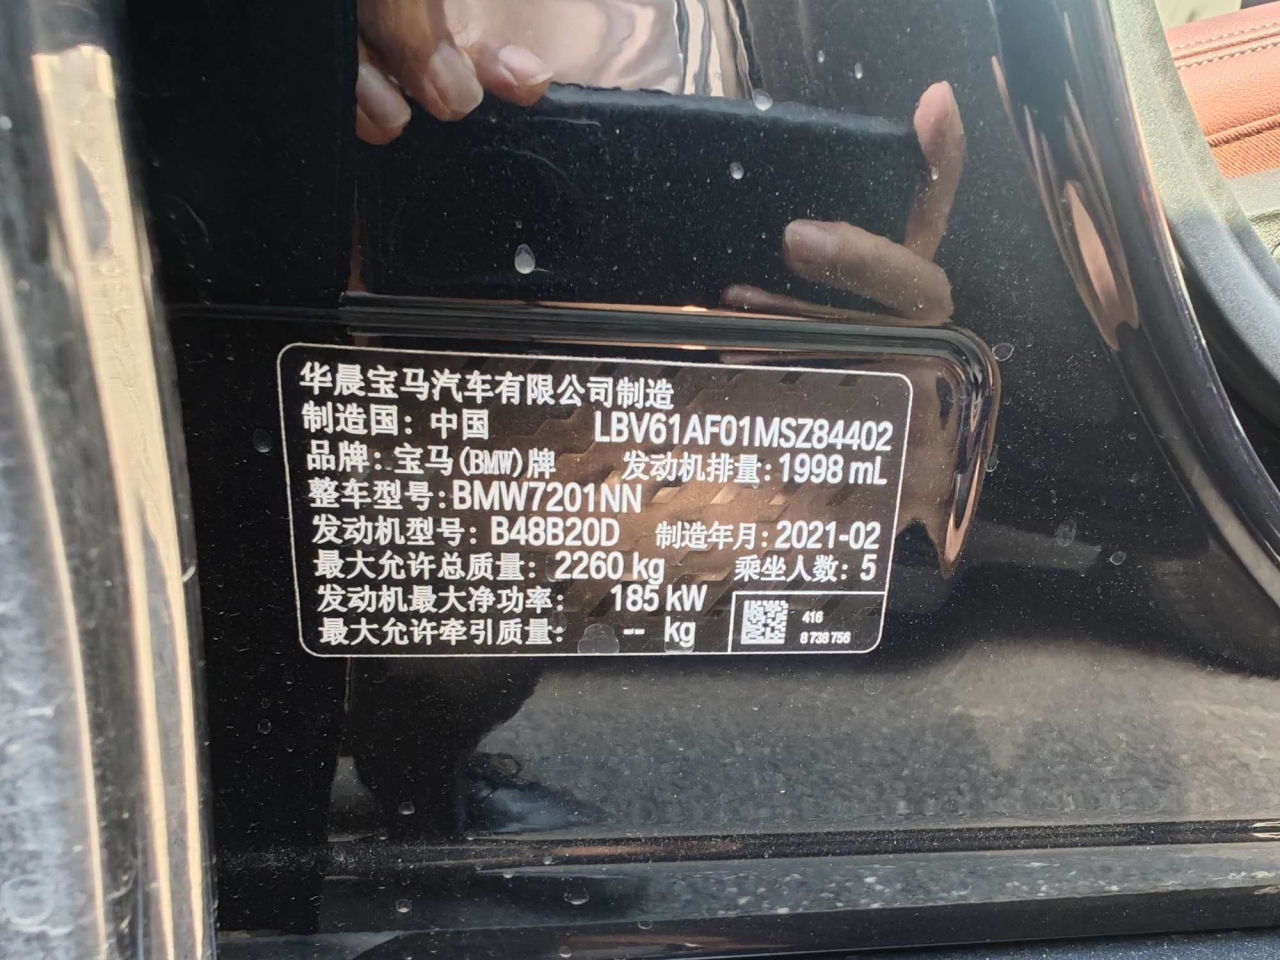 华晨宝马汽车有限公司制造
制造国：中国 LBV61AF01MSZ84402
品牌：宝马(BMW)牌 发动机排量：1998 mL
整车型号：BMW7201NN
发动机型号：B48B20D 制造年月：2021-02
最大允许总质量：2260 kg 乘坐人数：5
发动机最大净功率：185 kW
最大允许牵引质量：-- kg
416
8 738 756